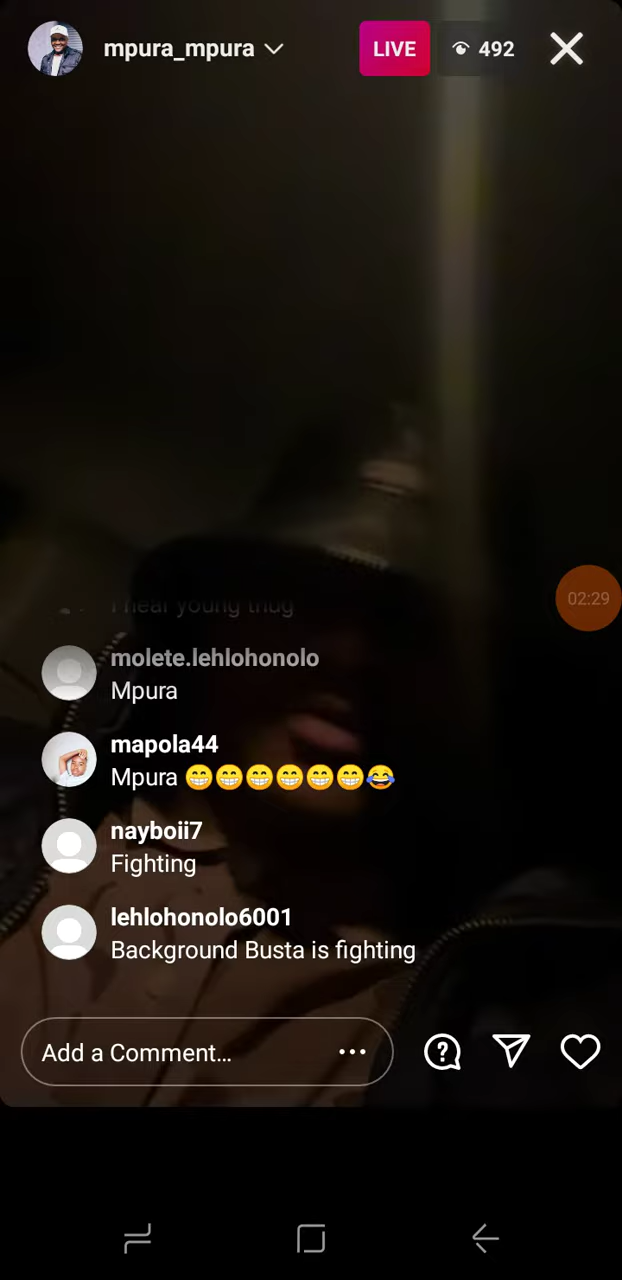 mpura_mpura
LIVE
492
I hear young thug
02:29
molete.lehlohonolo
Mpura
mapola44
Mpura 😁😁😁😁😁😁😂
nayboii7
Fighting
lehlohonolo6001
Background Busta is fighting
Add a Comment...